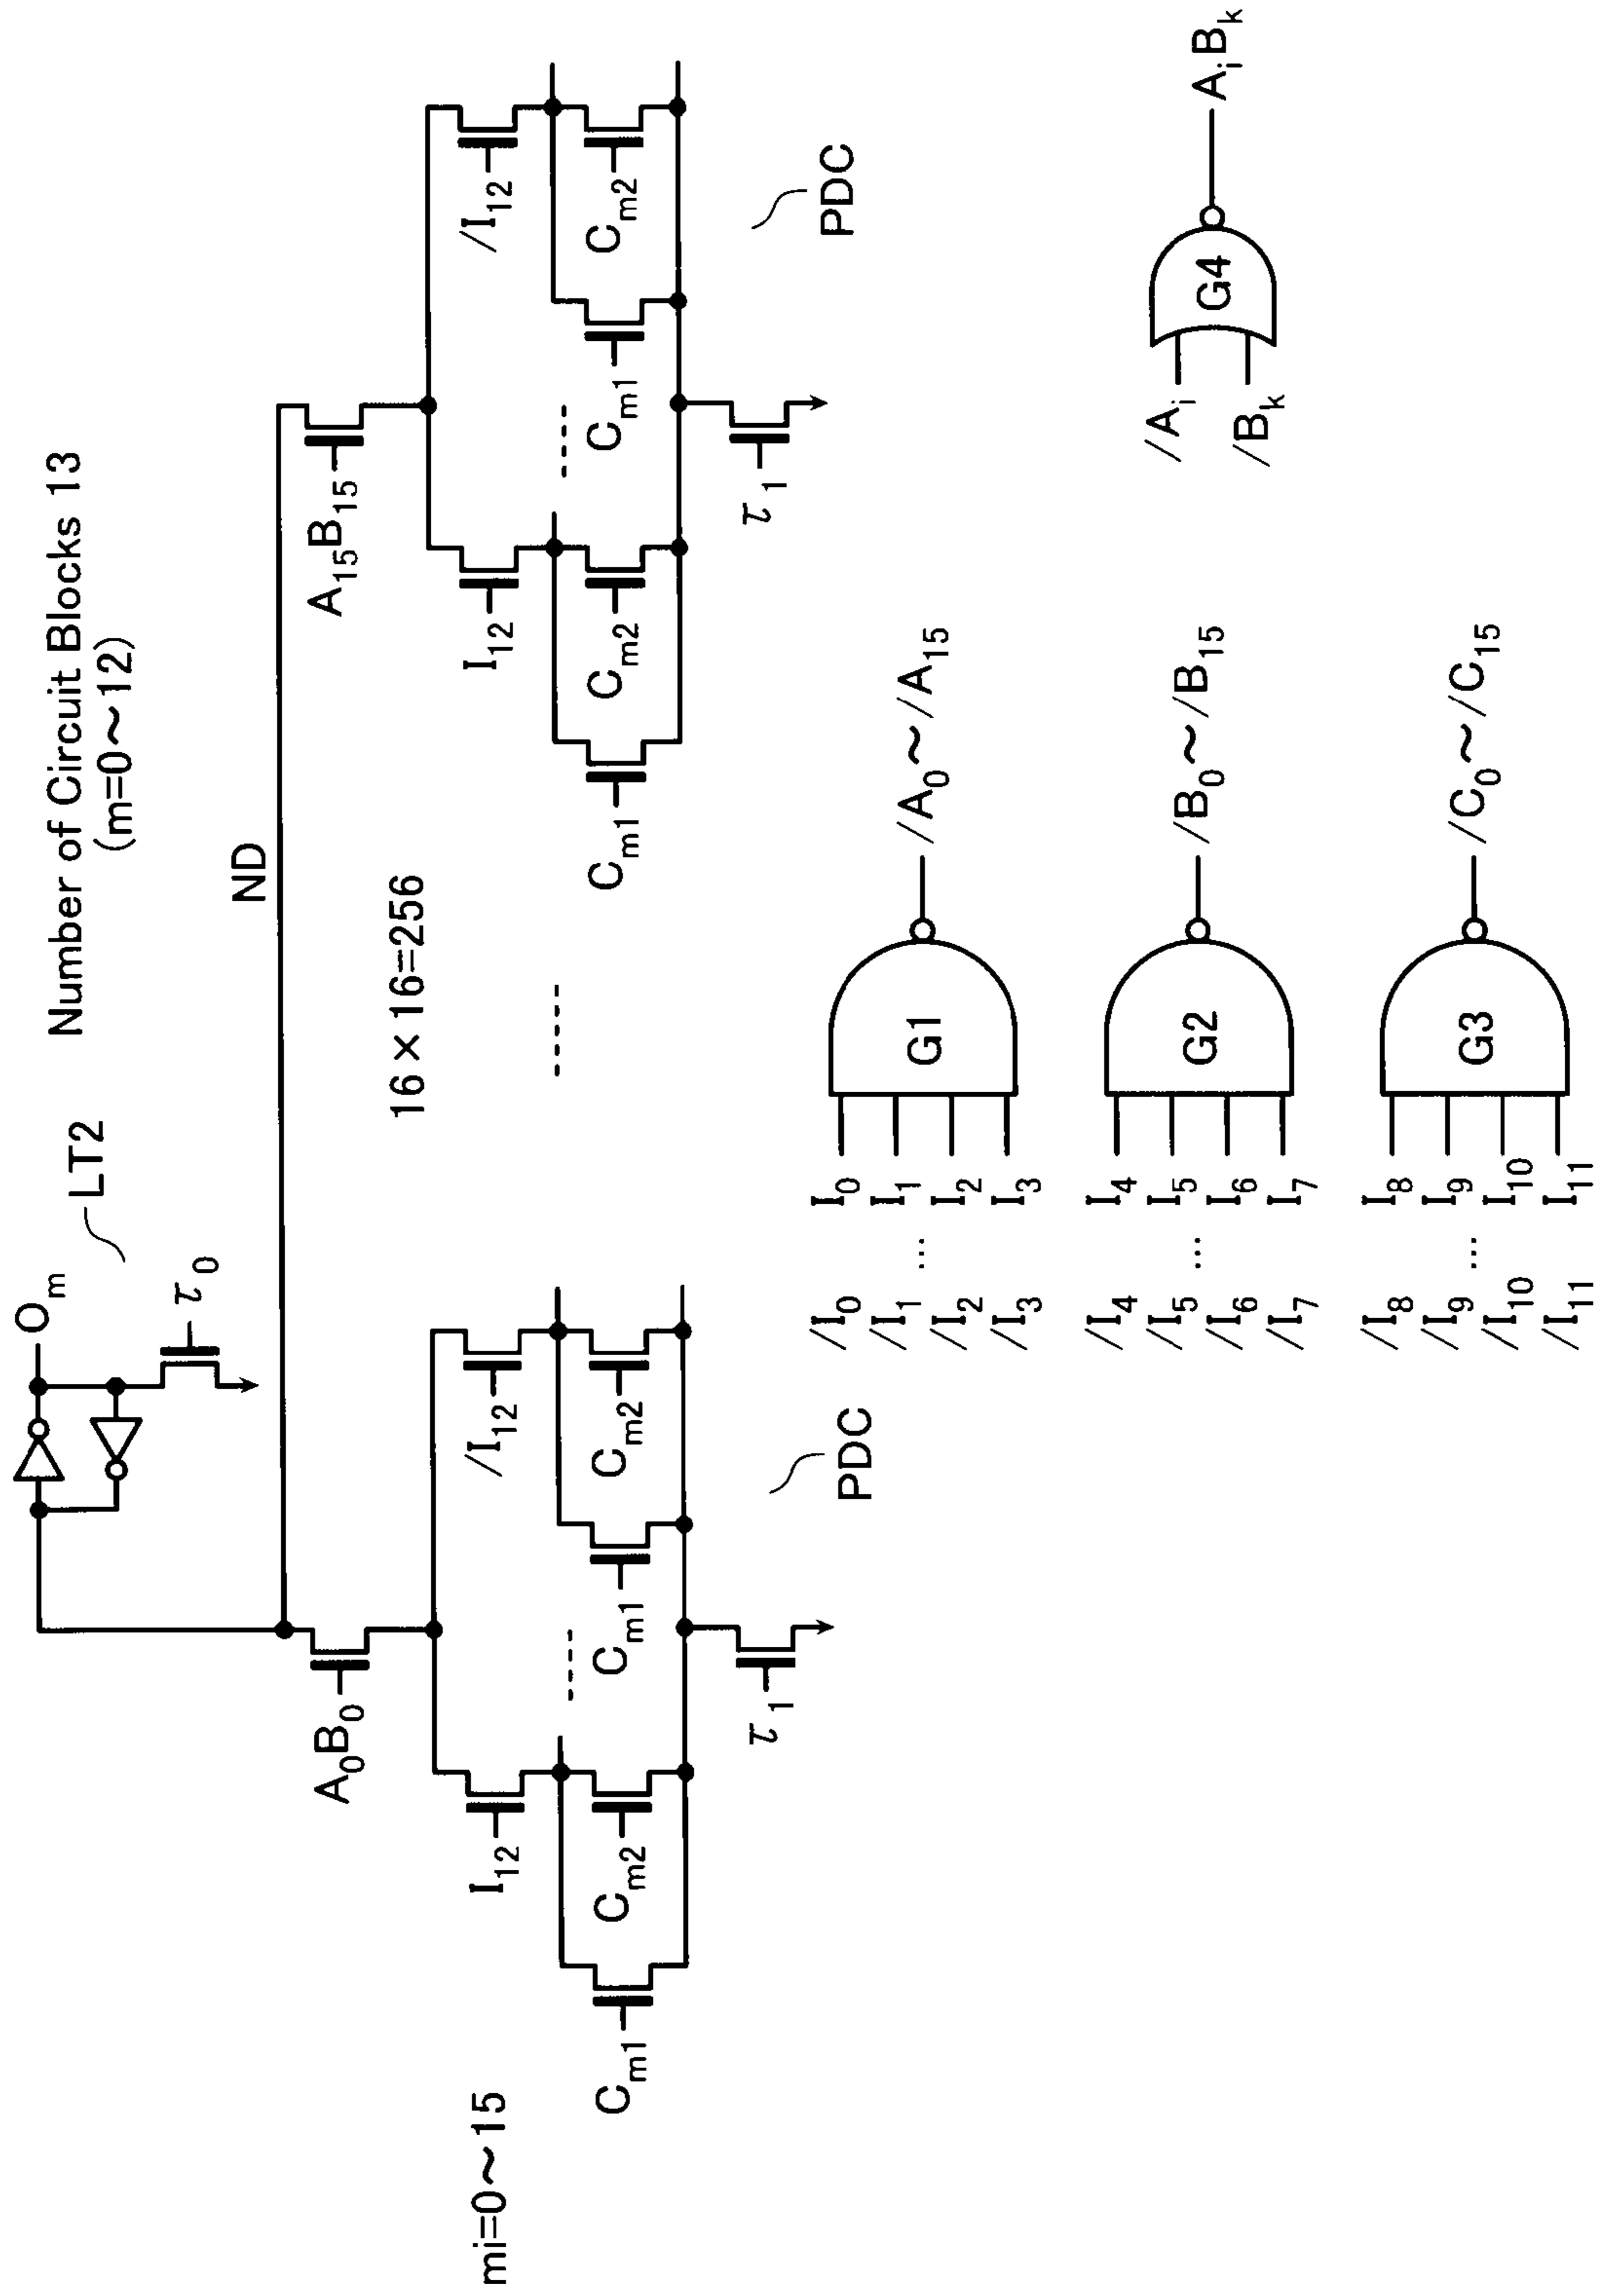 Number of Circuit Blocks 13
(m=0~12)
LT2
O_m
τ_0
ND
16×16=256
A_0B_0
A_15B_15
mi=0~15
I_12
/I_12
I_12
/I_12
C_m1
C_m2
C_m1
C_m2
C_m1
C_m2
C_m1
C_m2
τ_1
PDC
τ_1
PDC
/I_0 I_0
/I_1 ... I_1
/I_2 I_2
/I_3 I_3
G1
/A_0~/A_15
/I_4 I_4
/I_5 ... I_5
/I_6 I_6
/I_7 I_7
G2
/B_0~/B_15
/I_8 I_8
/I_9 ... I_9
/I_10 I_10
/I_11 I_11
G3
/C_0~/C_15
/A_i
/B_k
G4
A_iB_k